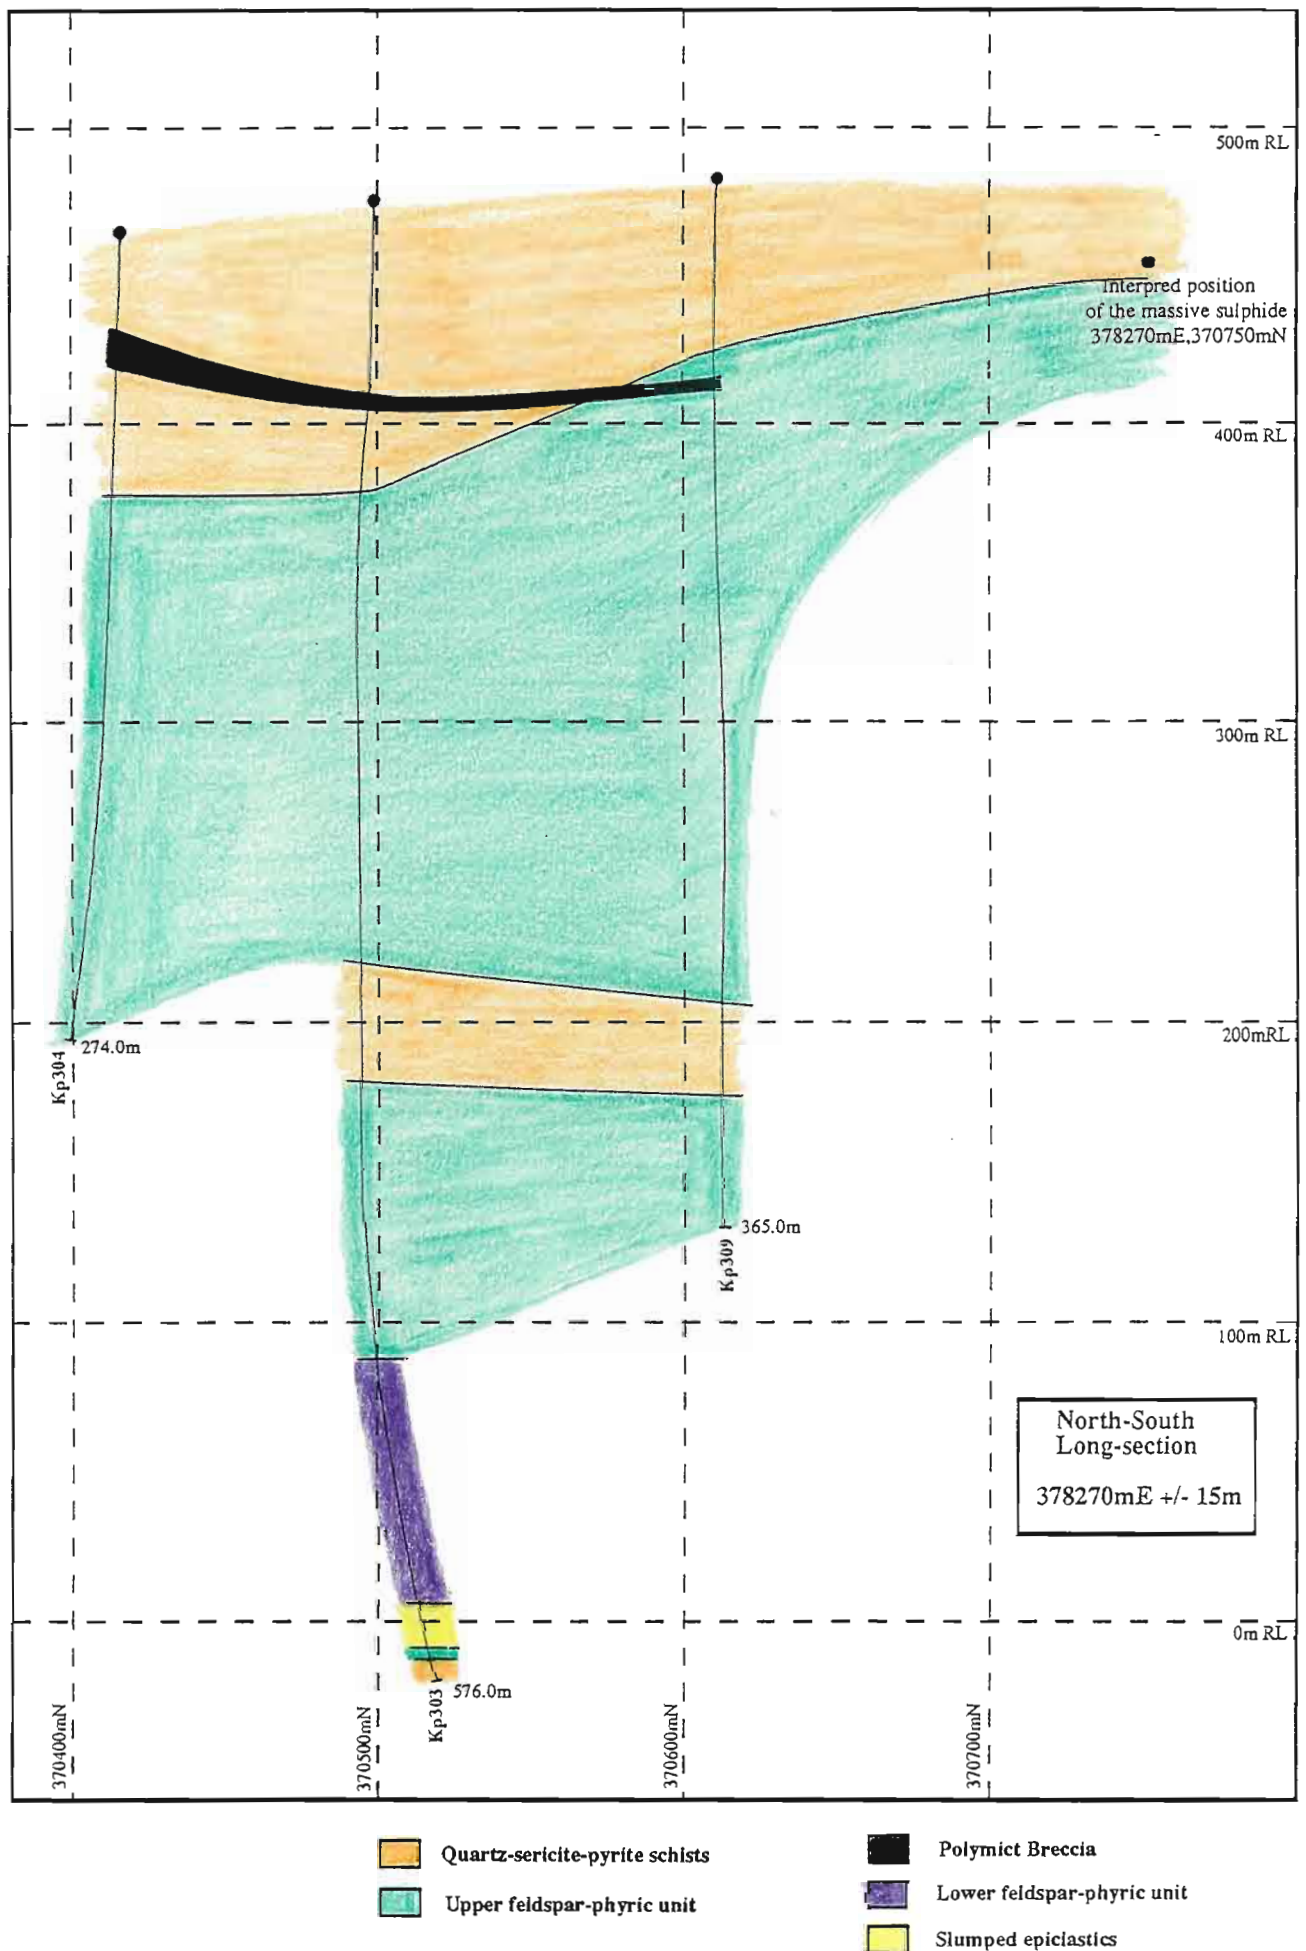 500m RL
Interpred position
of the massive sulphide
378270mE,370750mN
400m RL
300m RL
200mRL
Kp304
274.0m
365.0m
Kp309
100m RL
North-South
Long-section
378270mE +/- 15m
0m RL
Kp303
576.0m
370400mN
370500mN
370600mN
370700mN
Quartz-sericite-pyrite schists
Upper feldspar-phyric unit
Polymict Breccia
Lower feldspar-phyric unit
Slumped epiclastics